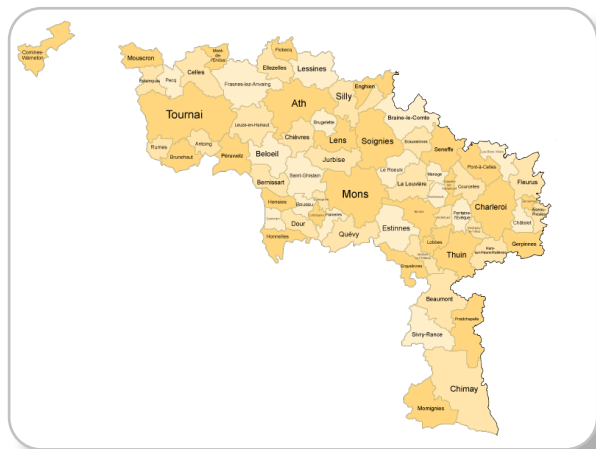 Comines-
Warneton
Mouscron
Mont-
de-
l'Enclus
Flobecq
Estaimpuis
Pecq
Celles
Ellezelles
Lessines
Frasnes-lez-Anvaing
Enghien
Silly
Ath
Tournai
Leuze-en-Hainaut
Brugelette
Braine-le-Comte
Chièvres
Lens
Soignies
Ecaussinnes
Seneffe
Rumes
Antoing
Brunehaut
Péruwelz
Beloeil
Jurbise
Le Roeulx
Manage
Pont-à-Celles
Saint-Ghislain
Bernissart
La Louvière
Courcelles
Fleurus
Mons
Hensies
Boussu
Charleroi
Dour
Frameries
Estinnes
Fontaine-
l'Evêque
Châtelet
Honnelles
Quévy
Lobbes
Thuin
Gerpinnes
Erquelinnes
Beaumont
Froidchapelle
Sivry-Rance
Chimay
Momignies